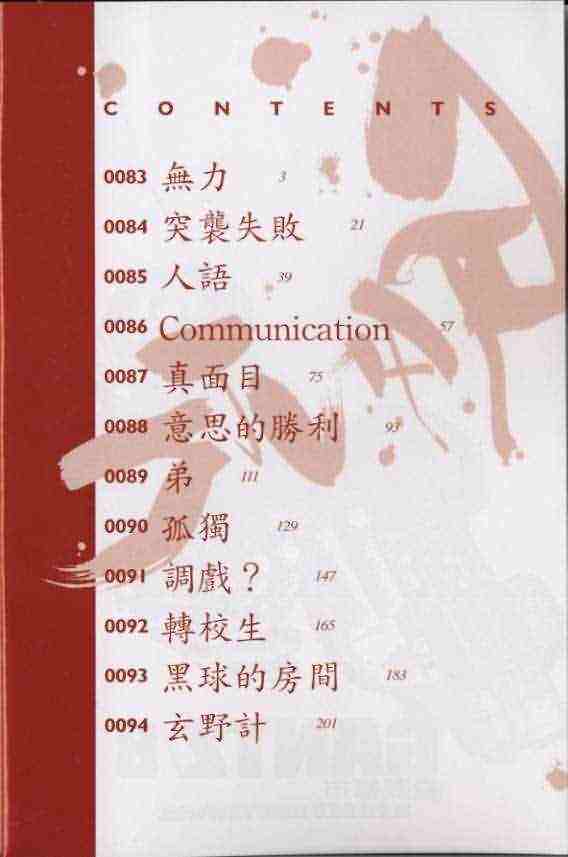 CONTENTS
0083 無力 3
0084 突襲失敗 21
0085 人語 39
0086 Communication 57
0087 真面目 75
0088 意思的勝利 93
0089 弟 111
0090 孤獨 129
0091 調戲？ 147
0092 轉校生 165
0093 黑球的房間 183
0094 玄野計 201